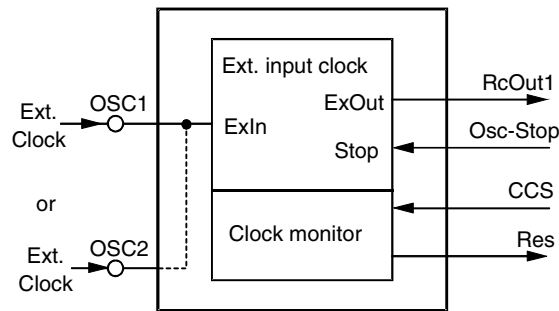 Ext. input clock
RcOut1
OSC1
Ext.
Clock
ExOut
ExIn
Osc-Stop
Stop
or
CCS
OSC2
Clock monitor
Res
Ext.
Clock